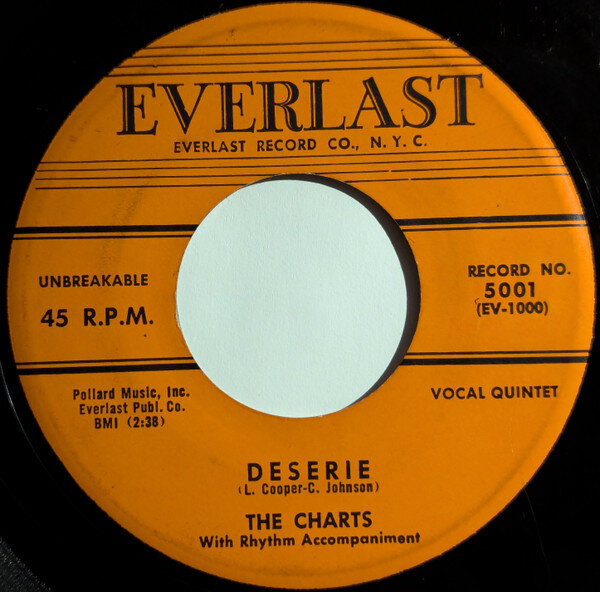 EVERLAST
EVERLAST RECORD CO., N. Y. C.
UNBREAKABLE
45 R.P.M.
RECORD NO.
5001
(EV-1000)
Pollard Music, Inc.
Everlast Publ. Co.
BMI (2:38)
VOCAL QUINTET
DESERIE
(L. Cooper-C. Johnson)
THE CHARTS
With Rhythm Accompaniment